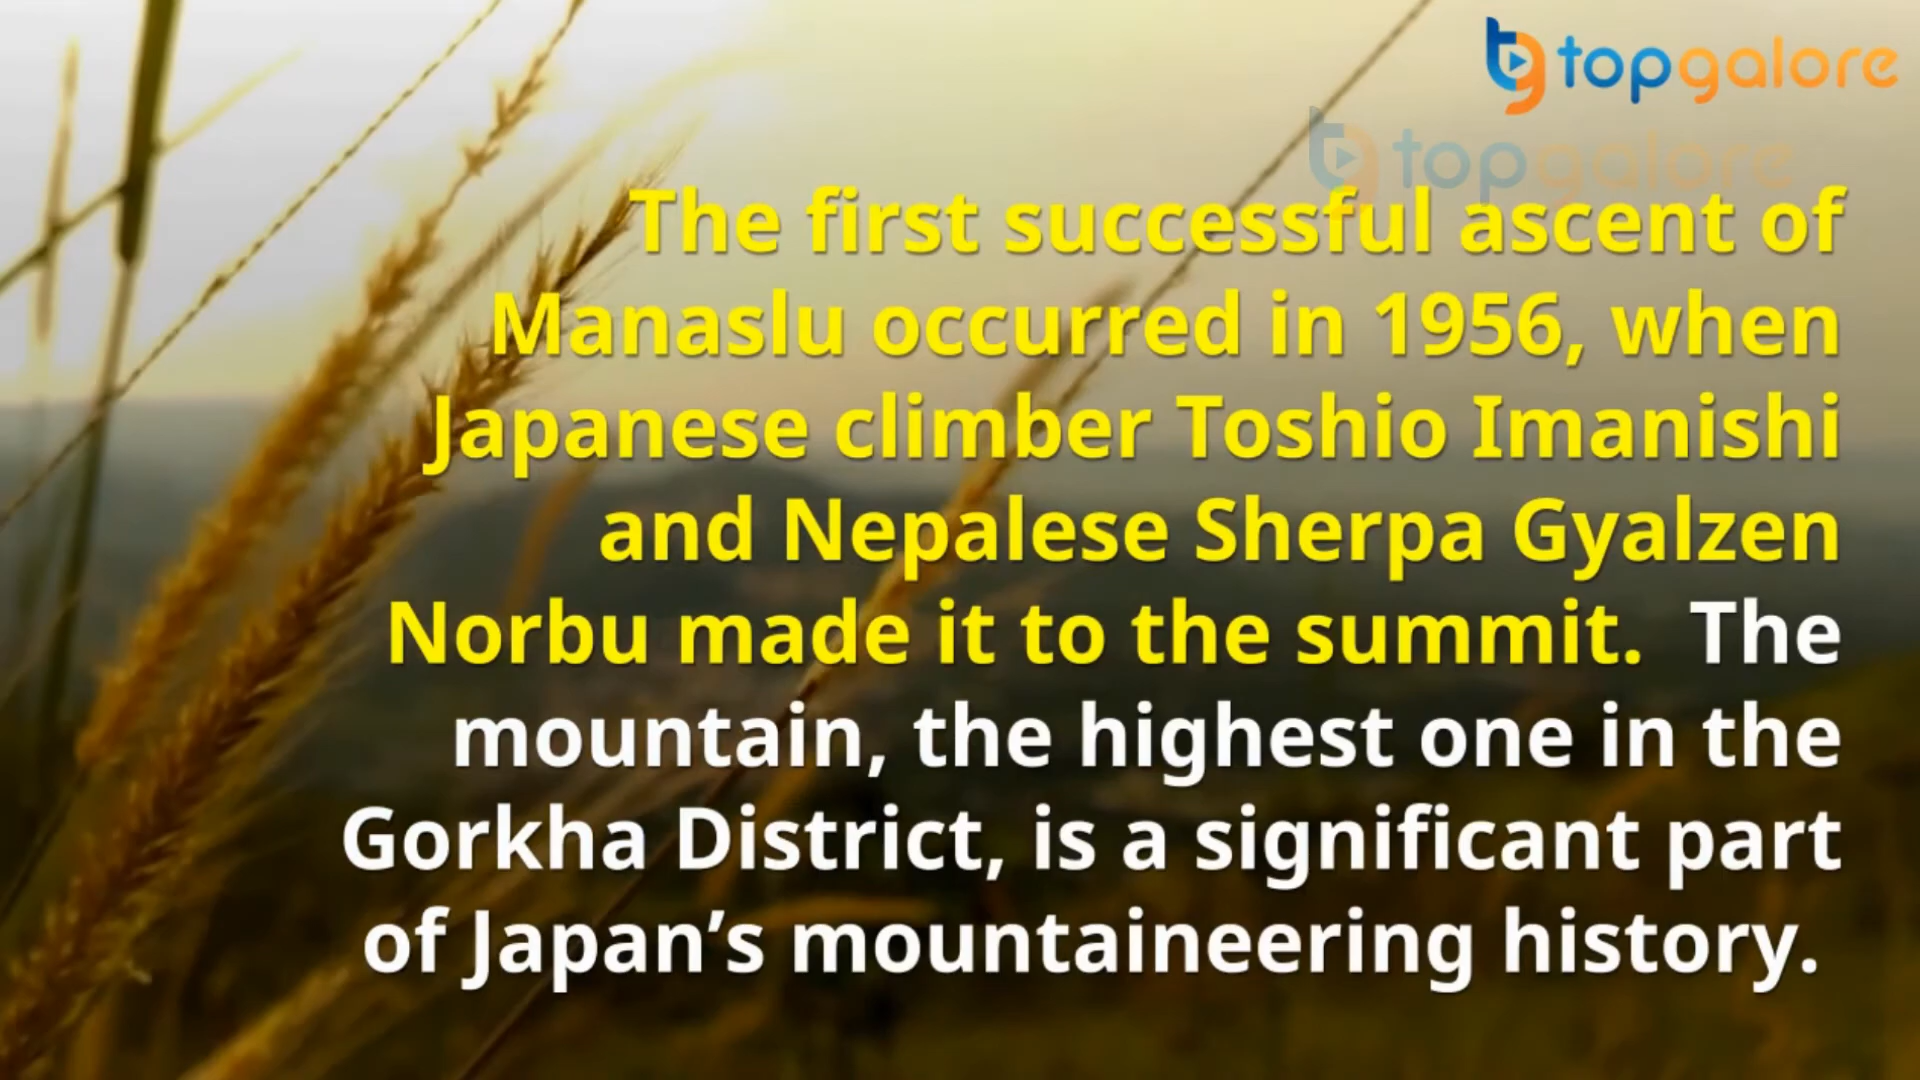 topgalore
topgalore
The first successful ascent of
Manaslu occurred in 1956, when
Japanese climber Toshio Imanishi
and Nepalese Sherpa Gyalzen
Norbu made it to the summit. The
mountain, the highest one in the
Gorkha District, is a significant part
of Japan’s mountaineering history.